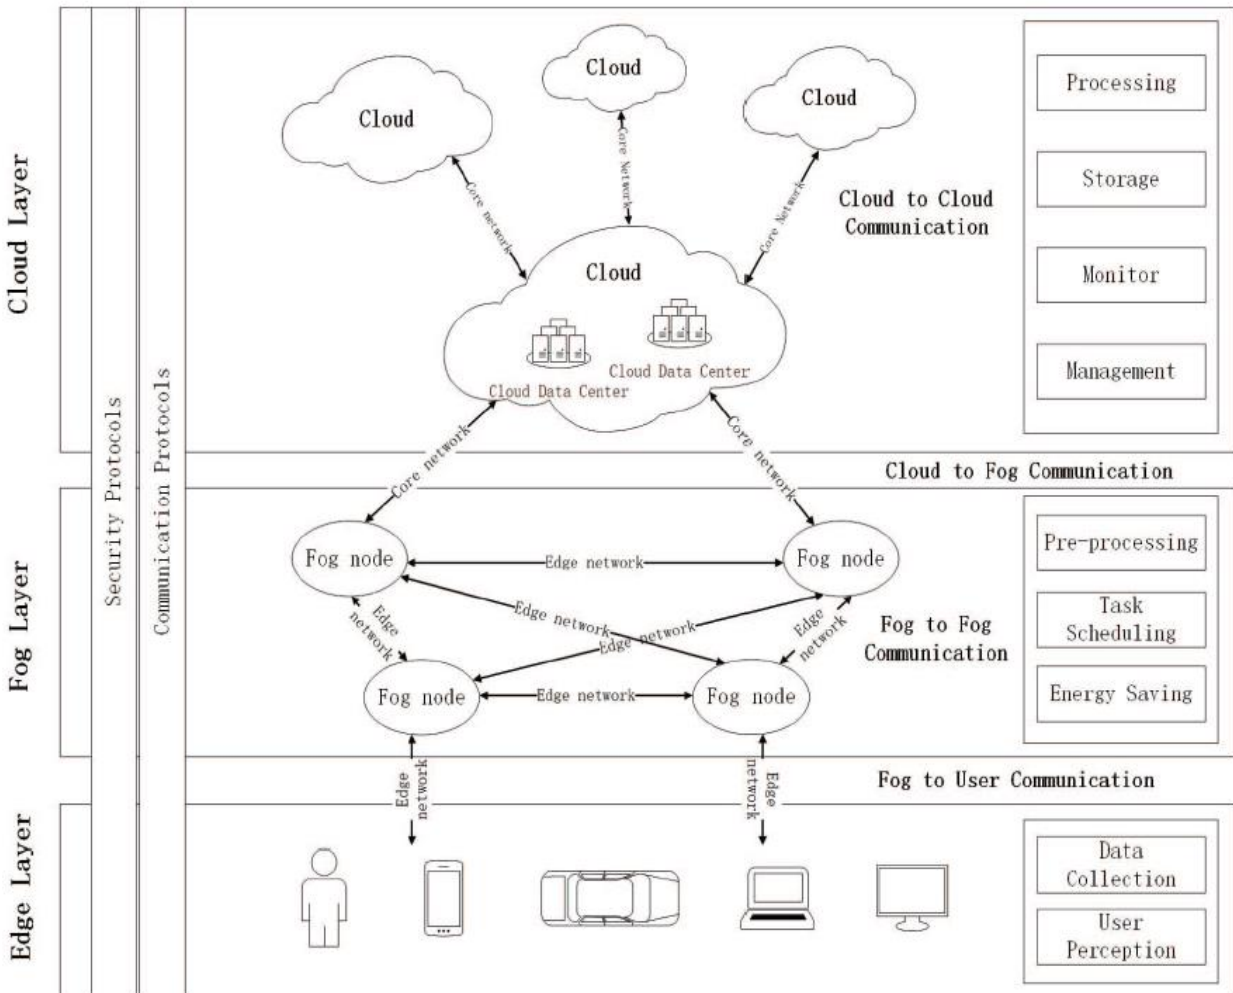 Cloud Layer
Security Protocols
Communication Protocols
Cloud
Cloud
Cloud
Core network
Core Network
Core Network
Cloud to Cloud
Communication
Cloud
Cloud Data Center
Cloud Data Center
Processing
Storage
Monitor
Management
Core network
Core network
Cloud to Fog Communication
Fog Layer
Fog node
Fog node
Edge network
Edge network
Edge network
Edge
network
Edge
network
Fog to Fog
Communication
Fog node
Fog node
Edge network
Pre-processing
Task
Scheduling
Energy Saving
Edge
network
Edge
network
Fog to User Communication
Edge Layer
Data
Collection
User
Perception